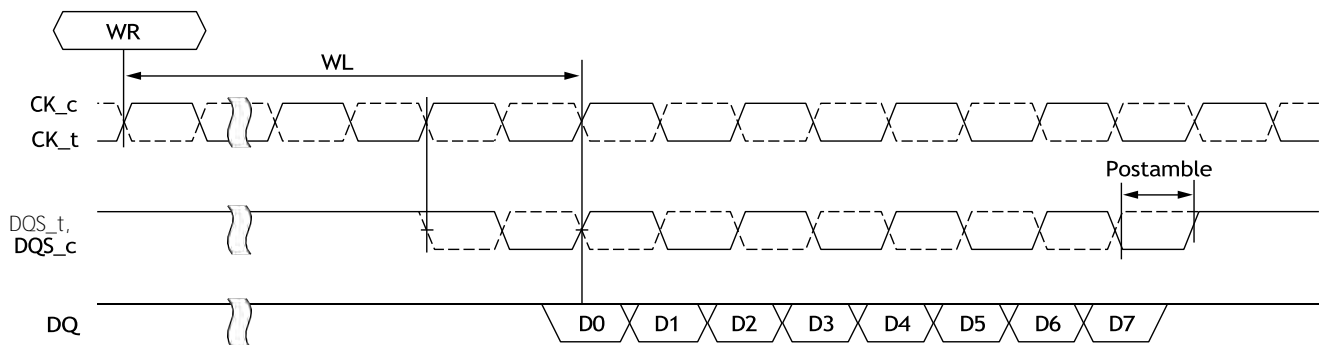 WR
WL
CK_c
CK_t
Postamble
DQS_t,
DQS_c
DQ D0 D1 D2 D3 D4 D5 D6 D7